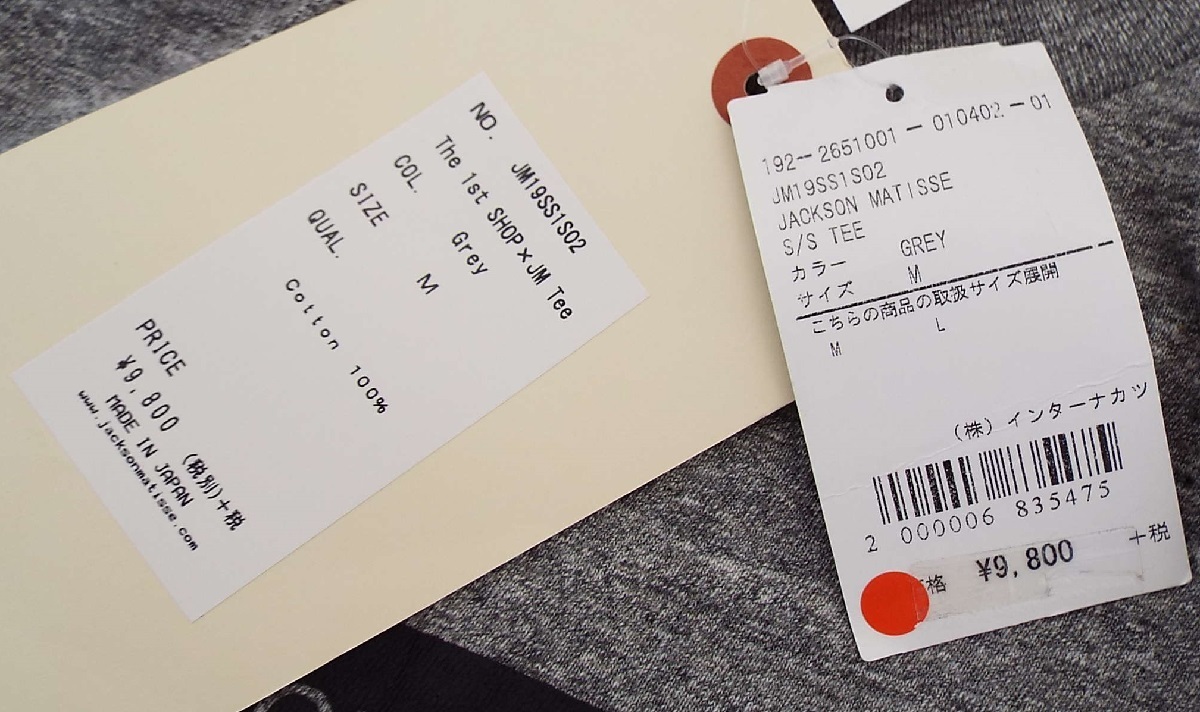 NO. JM19SS1S02
The 1st SHOP×JM Tee
COL. Grey
SIZE M
QUAL.
Cotton 100%
PRICE
¥9,800 (税別)+税
MADE IN JAPAN
www.jacksonmatisse.com
192-2651001-010402-01
JM19SS1S02
JACKSON MATISSE
S/S TEE
カラー GREY
サイズ M
こちらの商品の取扱サイズ展開
M L
(株)インターナカツ
2 000006 835475
格 ¥9,800 +税